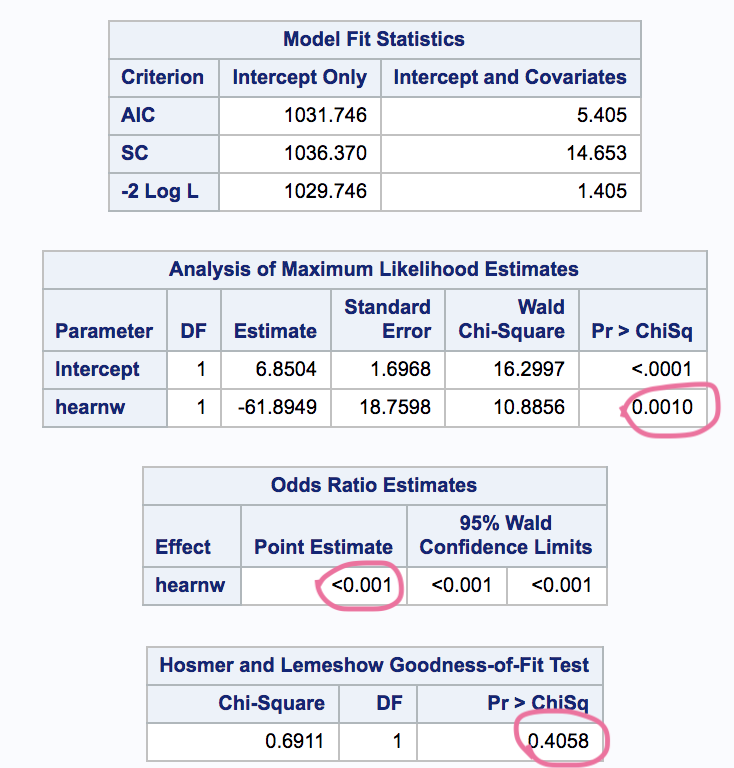 Model Fit Statistics
Criterion Intercept Only Intercept and Covariates
AIC 1031.746 5.405
SC 1036.370 14.653
-2 Log L 1029.746 1.405
Analysis of Maximum Likelihood Estimates
Parameter DF Estimate Standard Error Wald Chi-Square Pr > ChiSq
Intercept 1 6.8504 1.6968 16.2997 <.0001
hearnw 1 -61.8949 18.7598 10.8856 0.0010
Odds Ratio Estimates
Effect Point Estimate 95% Wald Confidence Limits
hearnw <0.001 <0.001 <0.001
Hosmer and Lemeshow Goodness-of-Fit Test
Chi-Square DF Pr > ChiSq
0.6911 1 0.4058